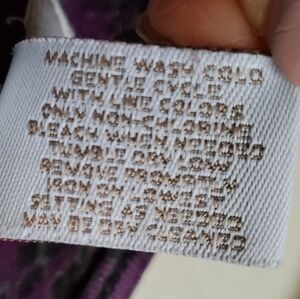 MACHINE WASH COLD
GENTLE CYCLE
WITH LIKE COLORS
ONLY NON-CHLORINE
BLEACH WHEN NEEDED
TUMBLE DRY LOW
REMOVE PROMPTLY
IRON ON LOWEST
SETTING AS NEEDED
MAY BE DRY CLEANED